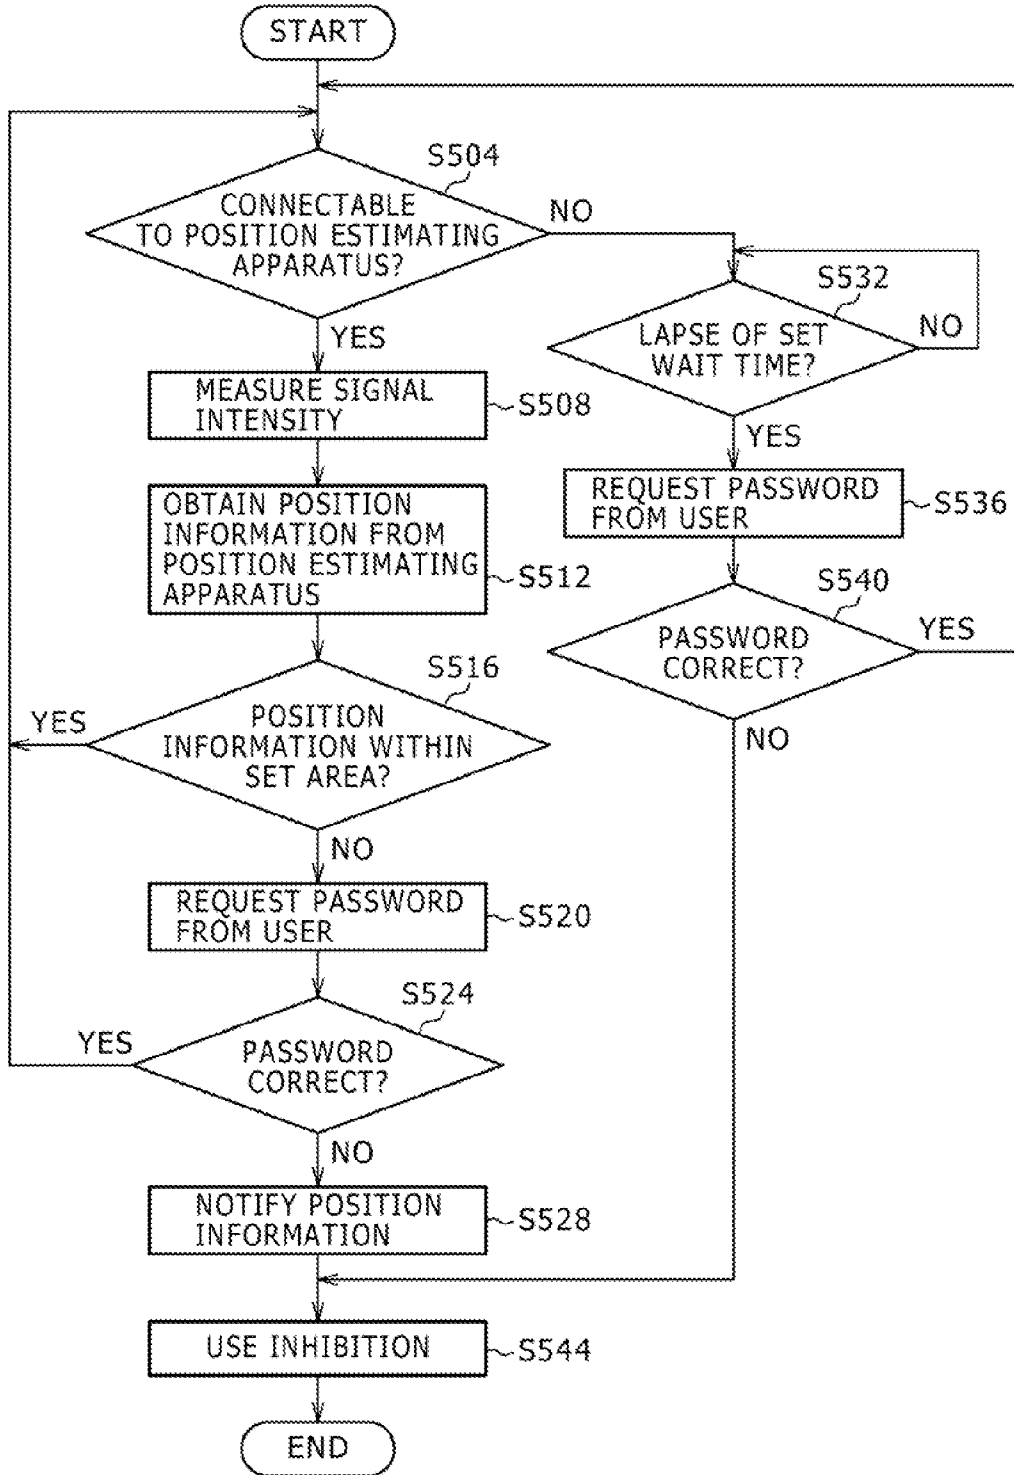 START
S504
CONNECTABLE
TO POSITION ESTIMATING
APPARATUS?
NO
YES
S532
LAPSE OF SET
WAIT TIME?
NO
YES
MEASURE SIGNAL
INTENSITY
S508
REQUEST PASSWORD
FROM USER
S536
OBTAIN POSITION
INFORMATION FROM
POSITION ESTIMATING
APPARATUS
S512
S540
PASSWORD
CORRECT?
YES
NO
S516
POSITION
INFORMATION WITHIN
SET AREA?
YES
NO
REQUEST PASSWORD
FROM USER
S520
S524
PASSWORD
CORRECT?
YES
NO
NOTIFY POSITION
INFORMATION
S528
USE INHIBITION
S544
END